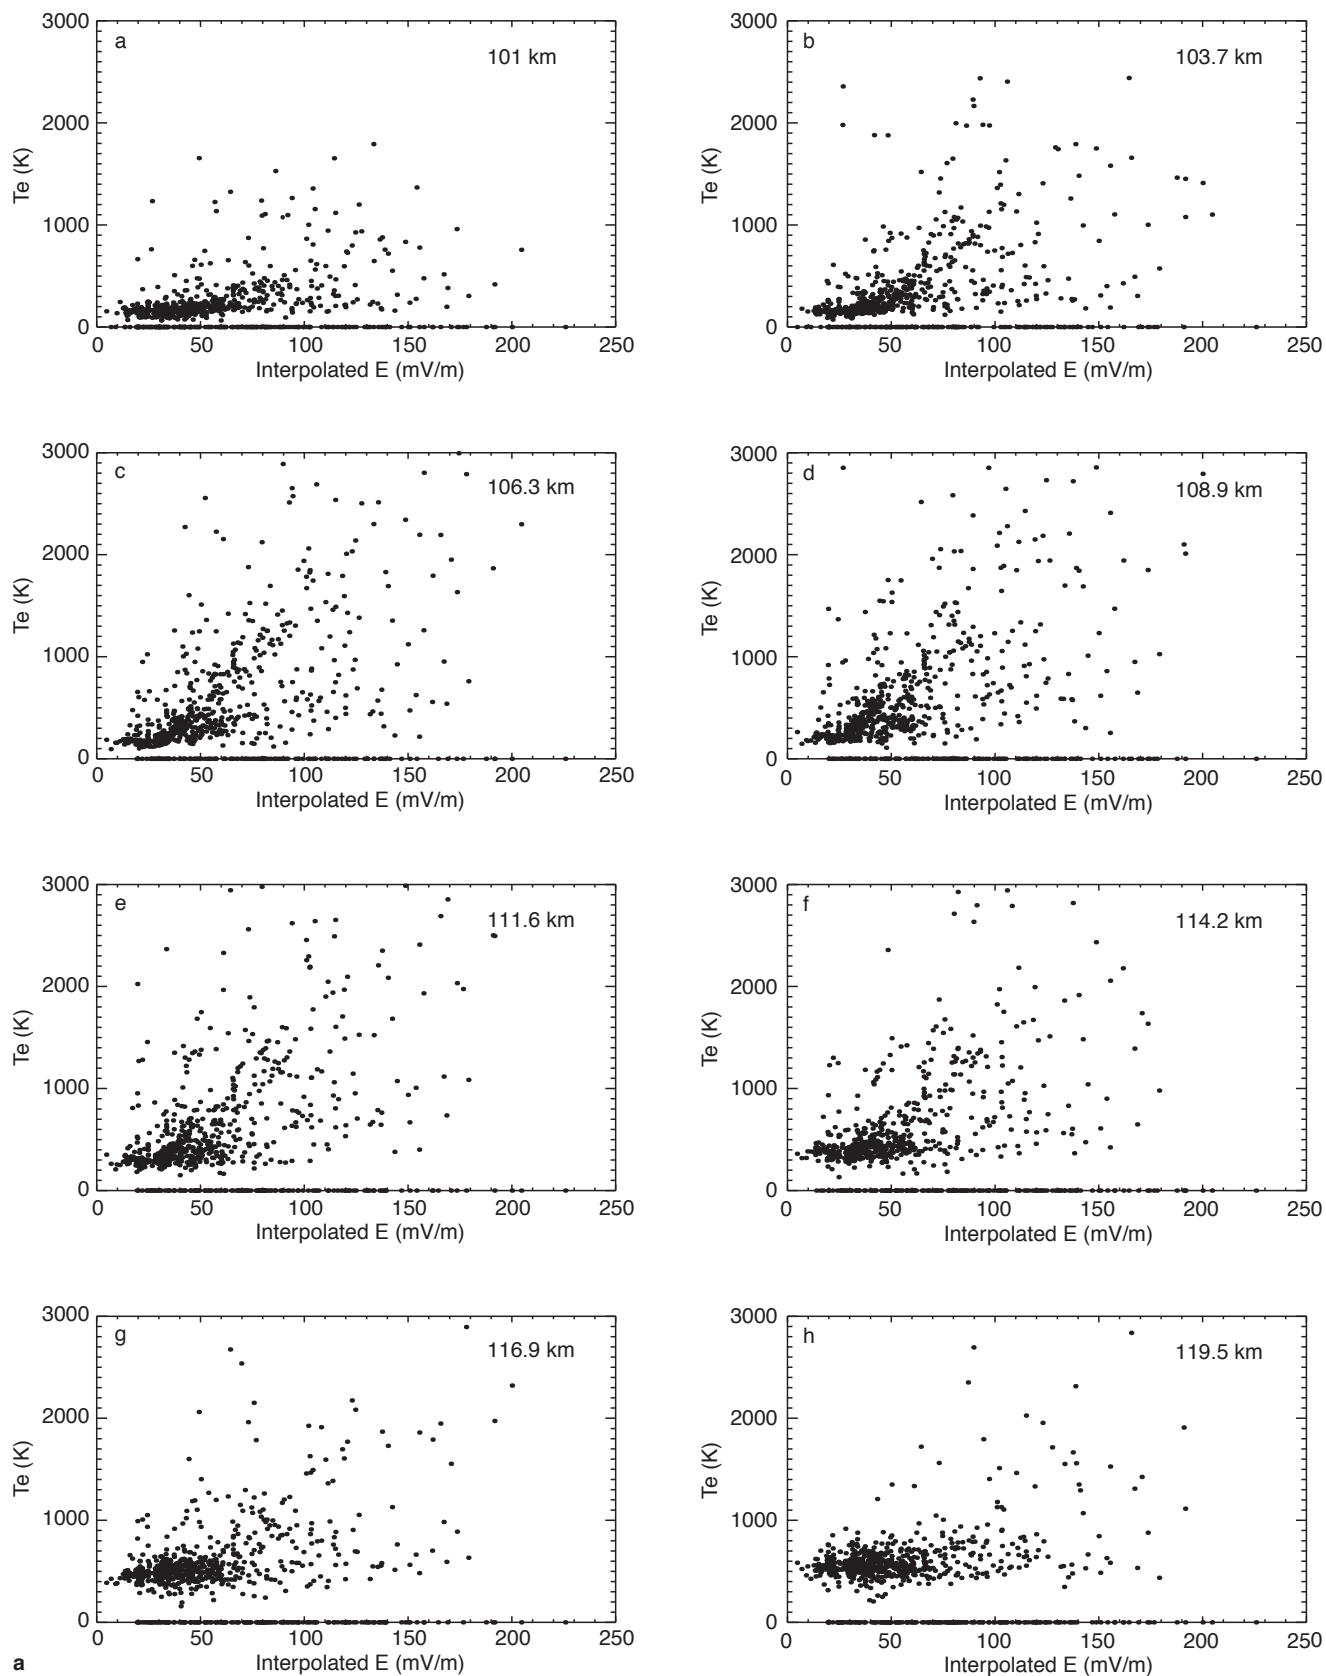 3000
2000
1000
0
Te (K)
a
101 km
0 50 100 150 200 250
Interpolated E (mV/m)
3000
2000
1000
0
Te (K)
b
103.7 km
0 50 100 150 200 250
Interpolated E (mV/m)
3000
2000
1000
0
Te (K)
c
106.3 km
0 50 100 150 200 250
Interpolated E (mV/m)
3000
2000
1000
0
Te (K)
d
108.9 km
0 50 100 150 200 250
Interpolated E (mV/m)
3000
2000
1000
0
Te (K)
e
111.6 km
0 50 100 150 200 250
Interpolated E (mV/m)
3000
2000
1000
0
Te (K)
f
114.2 km
0 50 100 150 200 250
Interpolated E (mV/m)
3000
2000
1000
0
Te (K)
g
116.9 km
0 50 100 150 200 250
Interpolated E (mV/m)
3000
2000
1000
0
Te (K)
h
119.5 km
0 50 100 150 200 250
Interpolated E (mV/m)
a